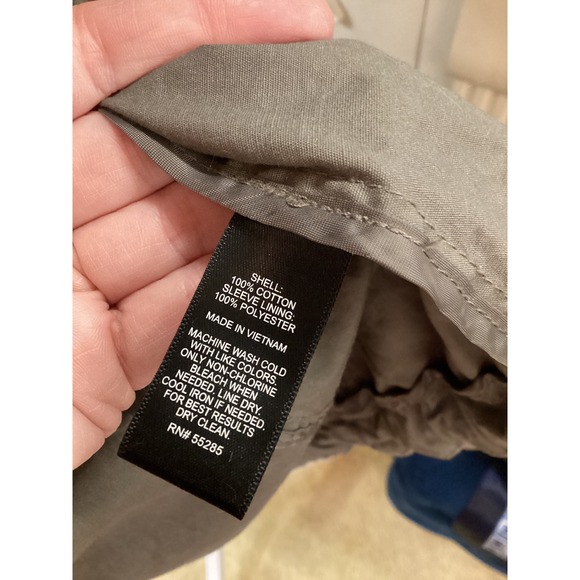 SHELL:
100% COTTON
SLEEVE LINING:
100% POLYESTER
MADE IN VIETNAM
MACHINE WASH COLD
WITH LIKE COLORS.
ONLY NON-CHLORINE
BLEACH WHEN
NEEDED, LINE DRY.
COOL IRON IF NEEDED.
FOR BEST RESULTS
DRY CLEAN.
RN# 55285